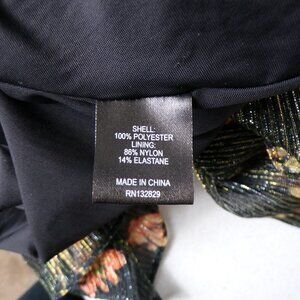 SHELL:
100% POLYESTER
LINING:
86% NYLON
14% ELASTANE
MADE IN CHINA
RN132829